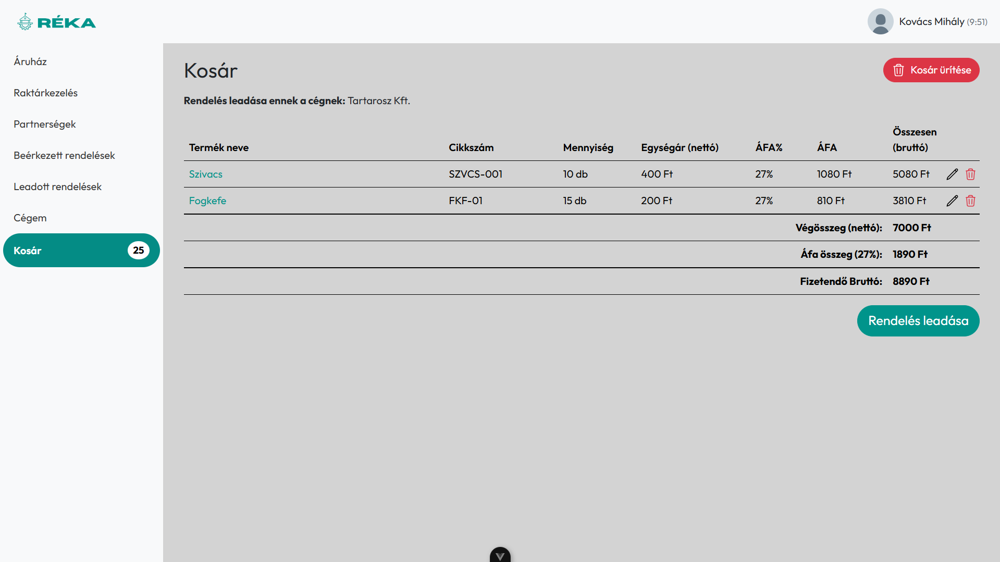 RÉKA
Kovács Mihály (9:51)
Áruház
Raktárkezelés
Partnerségek
Beérkezett rendelések
Leadott rendelések
Cégem
Kosár 25
Kosár
Kosár ürítése
Rendelés leadása ennek a cégnek: Tartarosz Kft.
Termék neve Cikkszám Mennyiség Egységár (nettó) ÁFA% ÁFA Összesen (bruttó)
Szivacs SZVCS-001 10 db 400 Ft 27% 1080 Ft 5080 Ft
Fogkefe FKF-01 15 db 200 Ft 27% 810 Ft 3810 Ft
Végösszeg (nettó): 7000 Ft
Áfa összeg (27%): 1890 Ft
Fizetendő Bruttó: 8890 Ft
Rendelés leadása